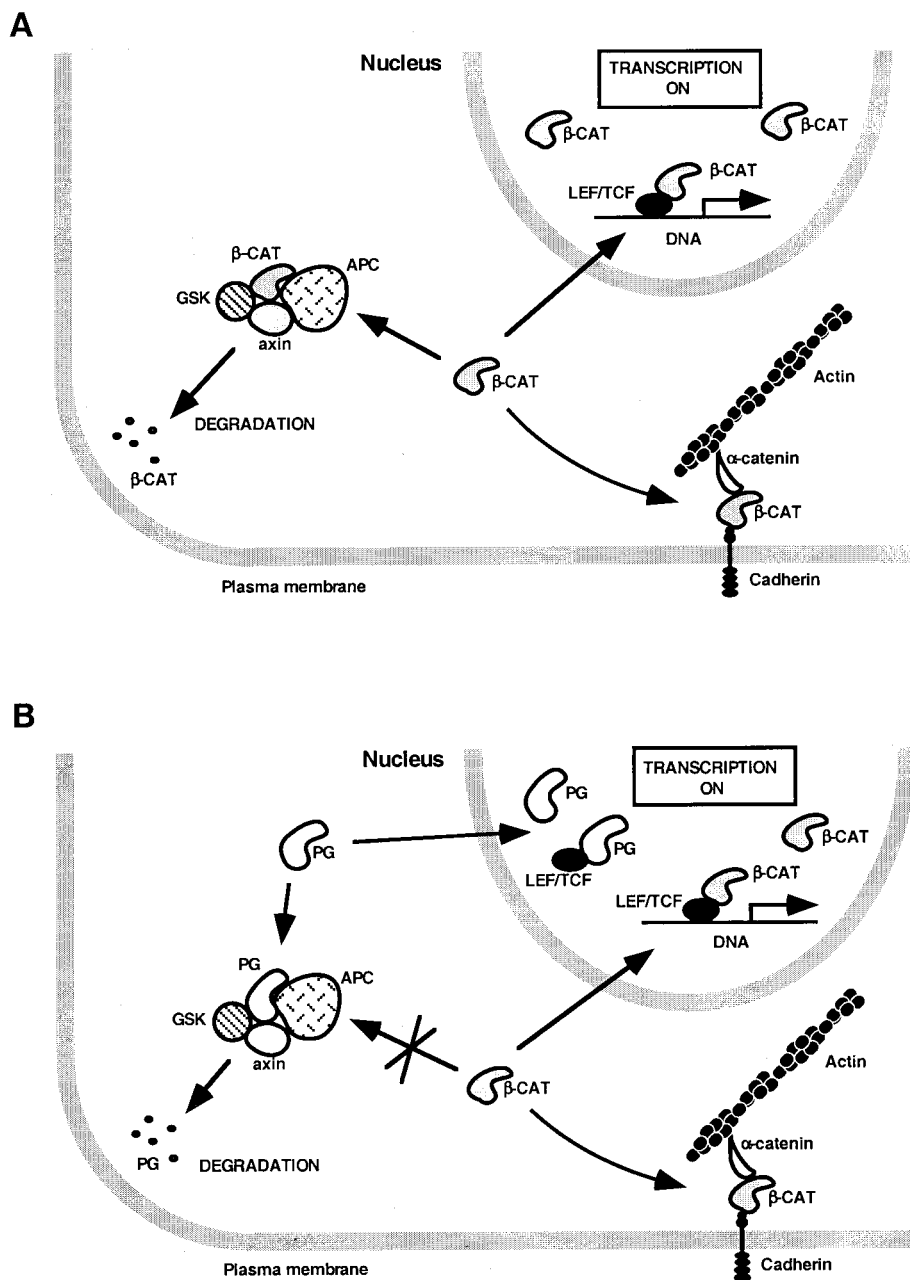 A
Nucleus
TRANSCRIPTION
ON
β-CAT
β-CAT
β-CAT
LEF/TCF
DNA
β-CAT
APC
GSK
axin
β-CAT
Actin
DEGRADATION
α-catenin
β-CAT
β-CAT
Plasma membrane
Cadherin
B
Nucleus
TRANSCRIPTION
ON
PG
β-CAT
PG
PG
LEF/TCF
β-CAT
LEF/TCF
DNA
PG
APC
GSK
axin
β-CAT
Actin
α-catenin
PG
DEGRADATION
β-CAT
Plasma membrane
Cadherin